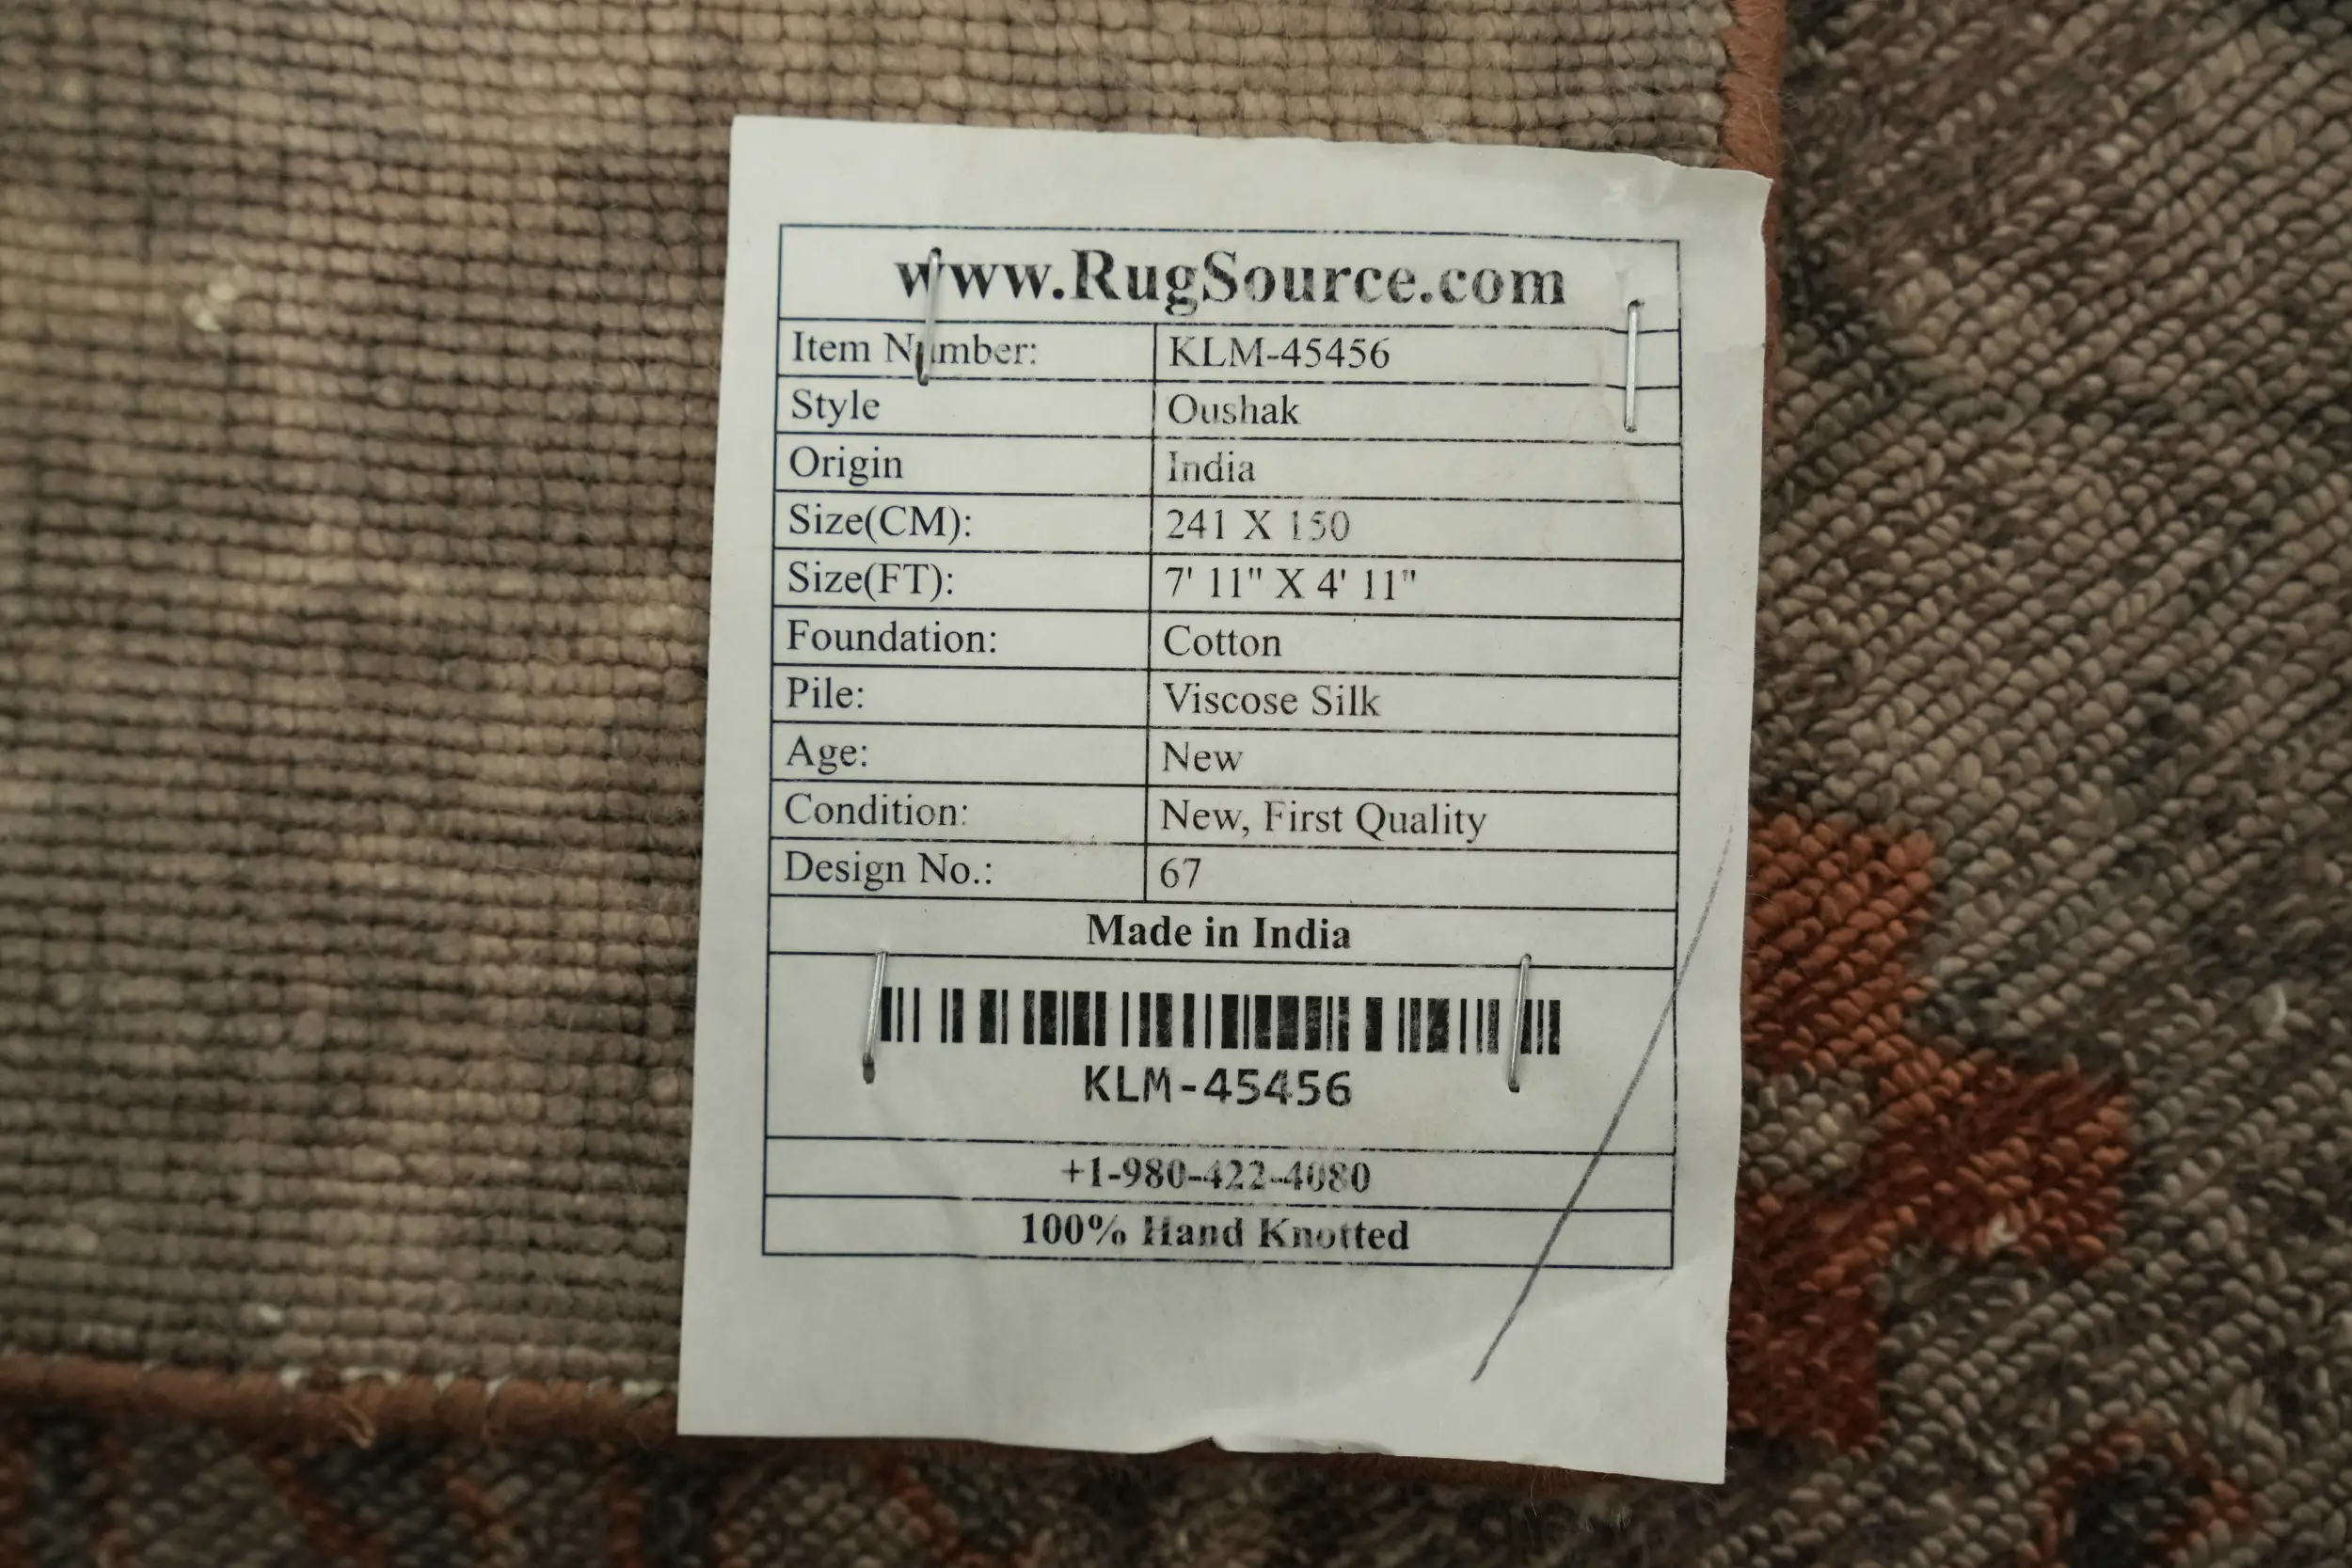 www.RugSource.com
Item Number: KLM-45456
Style Oushak
Origin India
Size(CM): 241 X 150
Size(FT): 7' 11" X 4' 11"
Foundation: Cotton
Pile: Viscose Silk
Age: New
Condition: New, First Quality
Design No.: 67
Made in India
KLM-45456
+1-980-422-4080
100% Hand Knotted